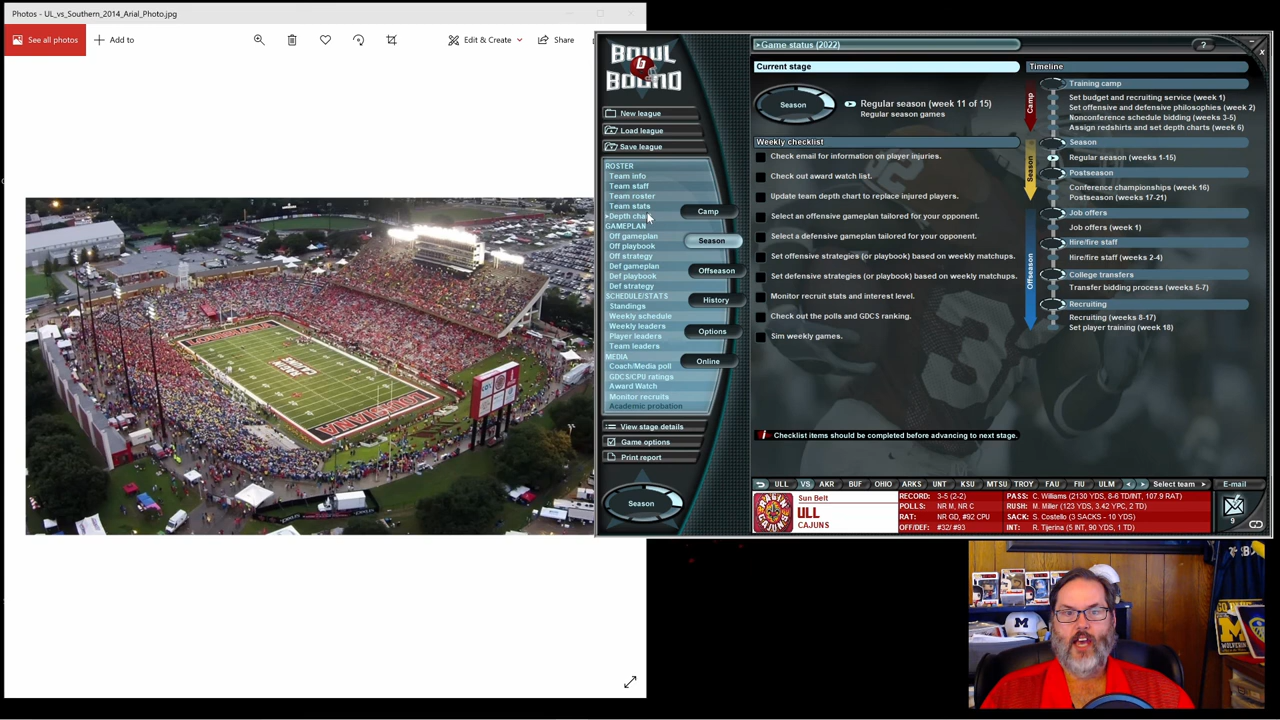 Photos - UL_vs_Southern_2014_Arial_Photo.jpg
See all photos
Add to
Edit & Create
Share
BOWL
BOUND
New league
Load league
Save league
ROSTER
Team info
Team staff
Team roster
Team stats
GAMEPLAN
Off gameplan
Off playbook
Off strategy
Def gameplan
Def playbook
Def strategy
SCHEDULE/STATS
Standings
Weekly schedule
Weekly leaders
Player leaders
Team leaders
MEDIA
Coach/Media poll
GDCS/CPU ratings
Award Watch
Monitor recruits
Academic probation
Camp
Season
Offseason
History
Options
Online
View stage details
Game options
Print report
Season
Game status (2022)
?
Current stage
Season
Regular season (week 11 of 15)
Regular season games
Weekly checklist
Check email for information on player injuries.
Check out award watch list.
Update team depth chart to replace injured players.
Select an offensive gameplan tailored for your opponent.
Select a defensive gameplan tailored for your opponent.
Set offensive strategies (or playbook) based on weekly matchups.
Set defensive strategies (or playbook) based on weekly matchups.
Monitor recruit stats and interest level.
Check out the polls and GDCS ranking.
Sim weekly games.
Checklist items should be completed before advancing to next stage.
Timeline
Camp
Training camp
Set budget and recruiting service (week 1)
Set offensive and defensive philosophies (week 2)
Nonconference schedule bidding (weeks 3-5)
Assign redshirts and set depth charts (week 6)
Season
Season
Regular season (weeks 1-15)
Postseason
Conference championships (week 16)
Postseason (weeks 17-21)
Offseason
Job offers
Job offers (week 1)
Hire/fire staff
Hire/fire staff (weeks 2-4)
College transfers
Transfer bidding process (weeks 5-7)
Recruiting
Recruiting (weeks 8-17)
Set player training (week 18)
ULL VS AKR BUF OHIO ARKS UNT KSU MTSU TROY FAU FIU ULM Select team E-mail
RAGIN
CAJUNS
Sun Belt
ULL
CAJUNS
RECORD: 3-5 (2-2)
POLLS: NR M, NR C
RAT: NR GD, #92 CPU
OFF/DEF: #32/ #93
PASS: C. Williams (2130 YDS, 8-6 TD/INT, 107.9 RAT)
RUSH: M. Miller (123 YDS, 3.42 YPC, 2 TD)
SACK: S. Costello (3 SACKS - 10 YDS)
INT: R. Tijerina (5 INT, 90 YDS, 1 TD)
9
M
M